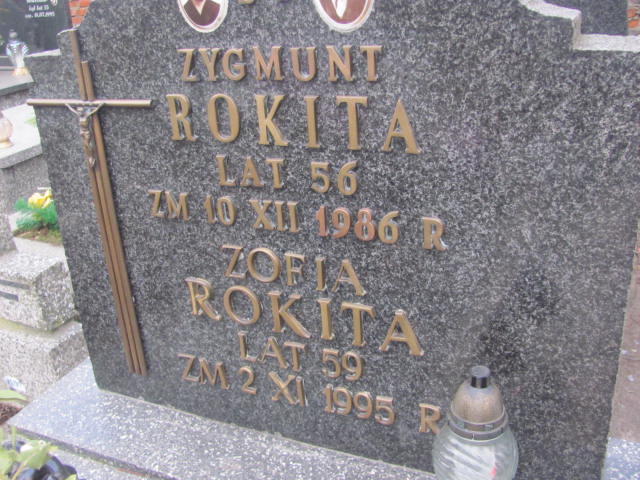 ZYGMUNT
ROKITA
LAT 56
ZM 10 XII 1986 R
ZOFIA
ROKITA
LAT 59
ZM 2 XI 1995 R